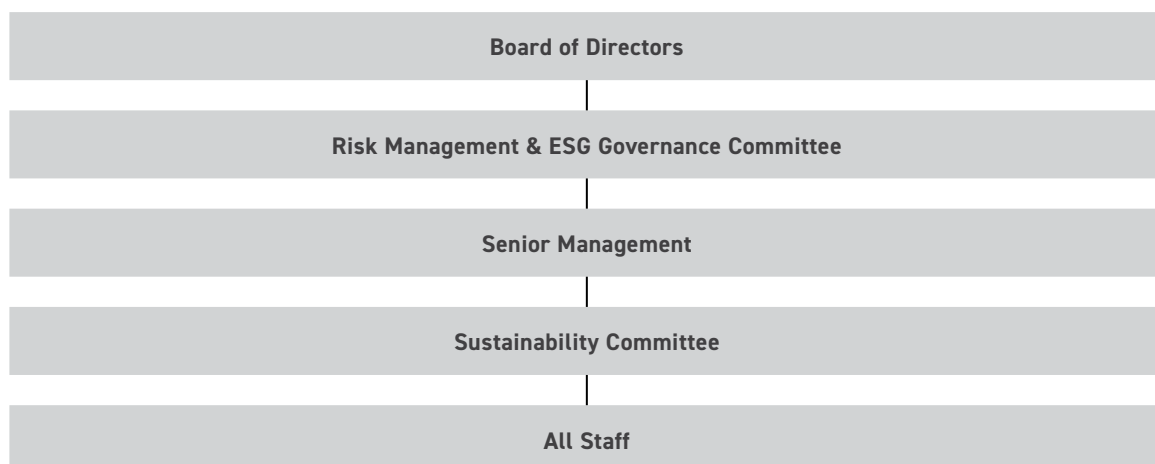 Board of Directors
Risk Management & ESG Governance Committee
Senior Management
Sustainability Committee
All Staff